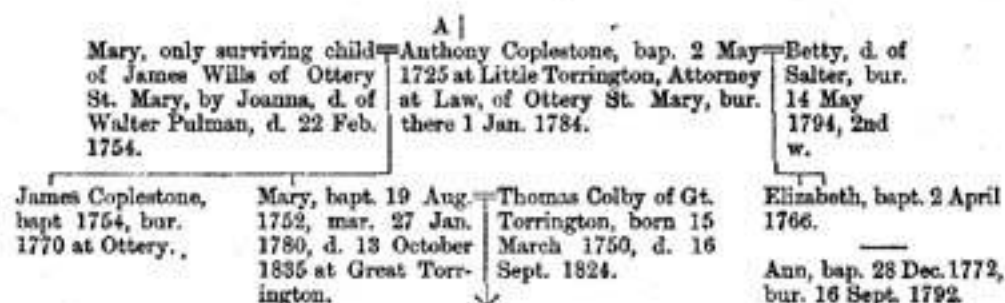 A
Mary, only surviving child
of James Wills of Ottery
St. Mary, by Joanna, d. of
Walter Pulman, d. 22 Feb.
1754.
Anthony Coplestone, bap. 2 May
1725 at Little Torrington, Attorney
at Law, of Ottery St. Mary, bur.
there 1 Jan. 1784.
Betty, d. of
Salter, bur.
14 May
1794, 2nd
w.
James Coplestone,
bapt 1754, bur.
1770 at Ottery.
Mary, bapt. 19 Aug.
1752, mar. 27 Jan.
1780, d. 13 October
1835 at Great Torr-
ington.
Thomas Colby of Gt.
Torrington, born 15
March 1750, d. 16
Sept. 1824.
Elizabeth, bapt. 2 April
1766.
Ann, bap. 28 Dec. 1772,
bur. 16 Sept. 1792.